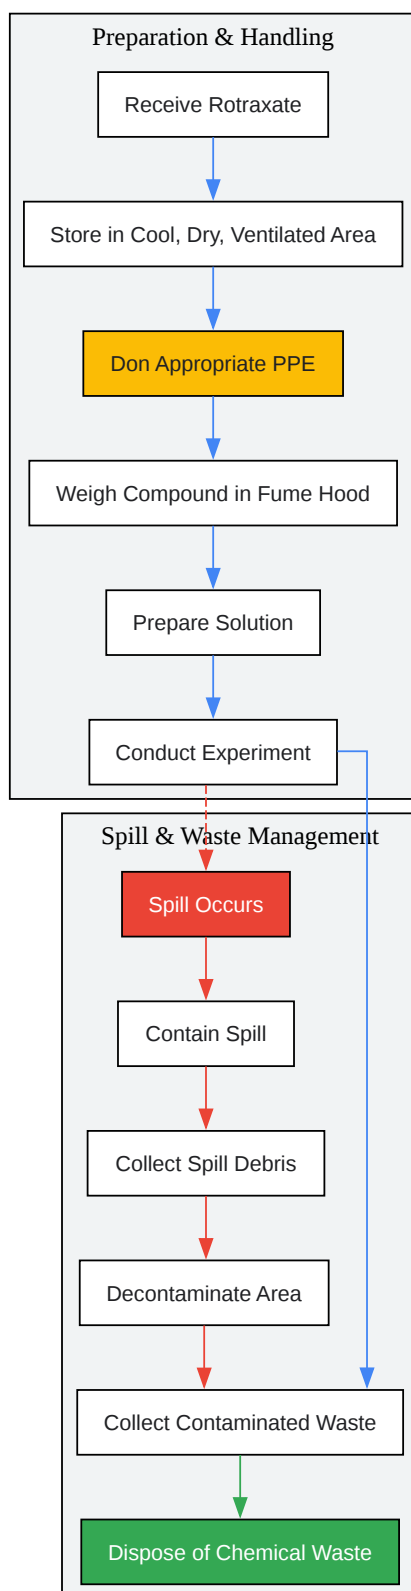 Preparation & Handling
Receive Rotraxate
Store in Cool, Dry, Ventilated Area
Don Appropriate PPE
Weigh Compound in Fume Hood
Prepare Solution
Conduct Experiment
Spill & Waste Management
Spill Occurs
Contain Spill
Collect Spill Debris
Decontaminate Area
Collect Contaminated Waste
Dispose of Chemical Waste